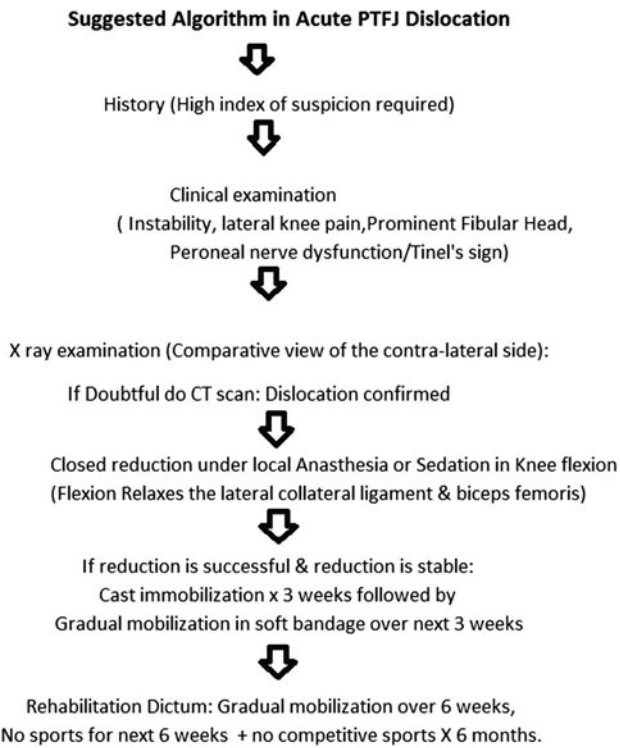 Suggested Algorithm in Acute PTFJ Dislocation
History (High index of suspicion required)
Clinical examination
( Instability, lateral knee pain,Prominent Fibular Head,
Peroneal nerve dysfunction/Tinel's sign)
X ray examination (Comparative view of the contra-lateral side):
If Doubtful do CT scan: Dislocation confirmed
Closed reduction under local Anasthesia or Sedation in Knee flexion
(Flexion Relaxes the lateral collateral ligament & biceps femoris)
If reduction is successful & reduction is stable:
Cast immobilization x 3 weeks followed by
Gradual mobilization in soft bandage over next 3 weeks
Rehabilitation Dictum: Gradual mobilization over 6 weeks,
No sports for next 6 weeks + no competitive sports X 6 months.